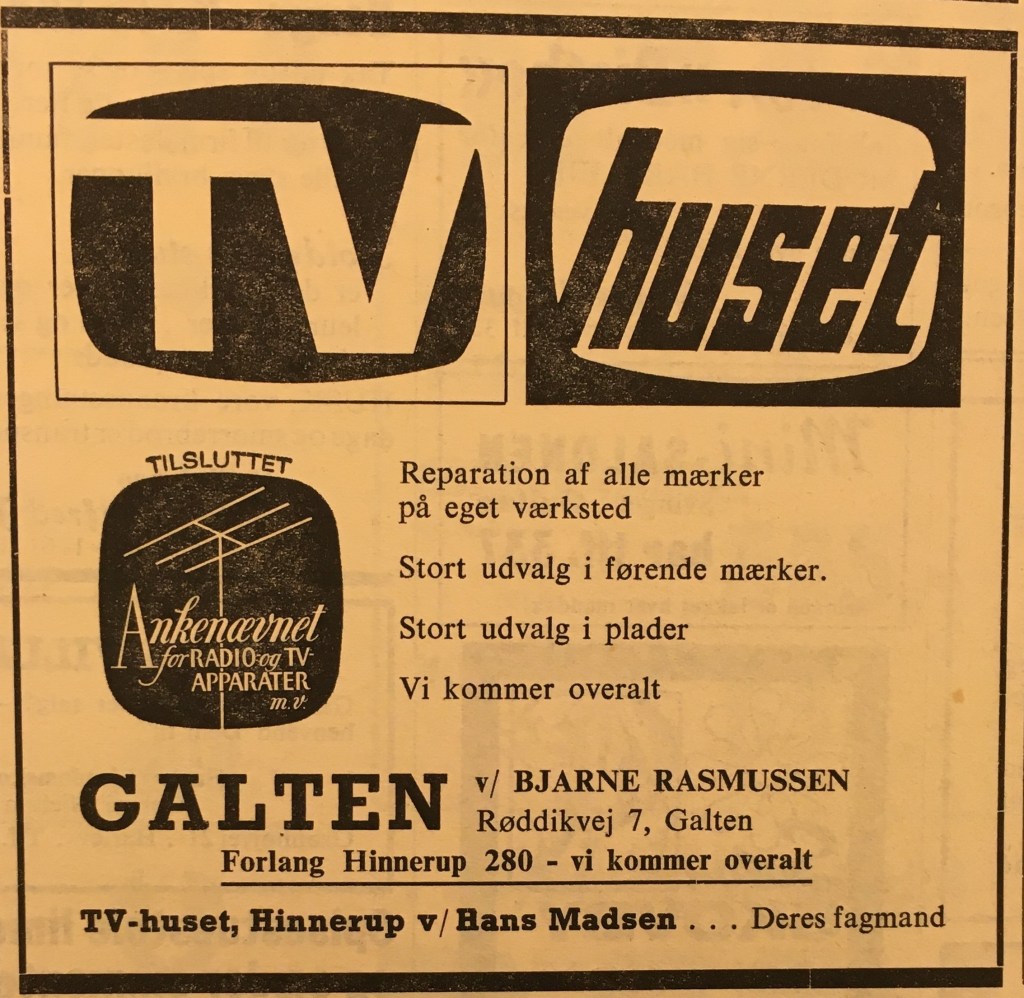 TV huset
TILSLUTTET
Ankenævnet
for RADIO- og TV-
APPARATER
m.v.
Reparation af alle mærker
på eget værksted
Stort udvalg i førende mærker.
Stort udvalg i plader
Vi kommer overalt
GALTEN v/ BJARNE RASMUSSEN
Røddikvej 7, Galten
Forlang Hinnerup 280 - vi kommer overalt
TV-huset, Hinnerup v/ Hans Madsen . . . Deres fagmand